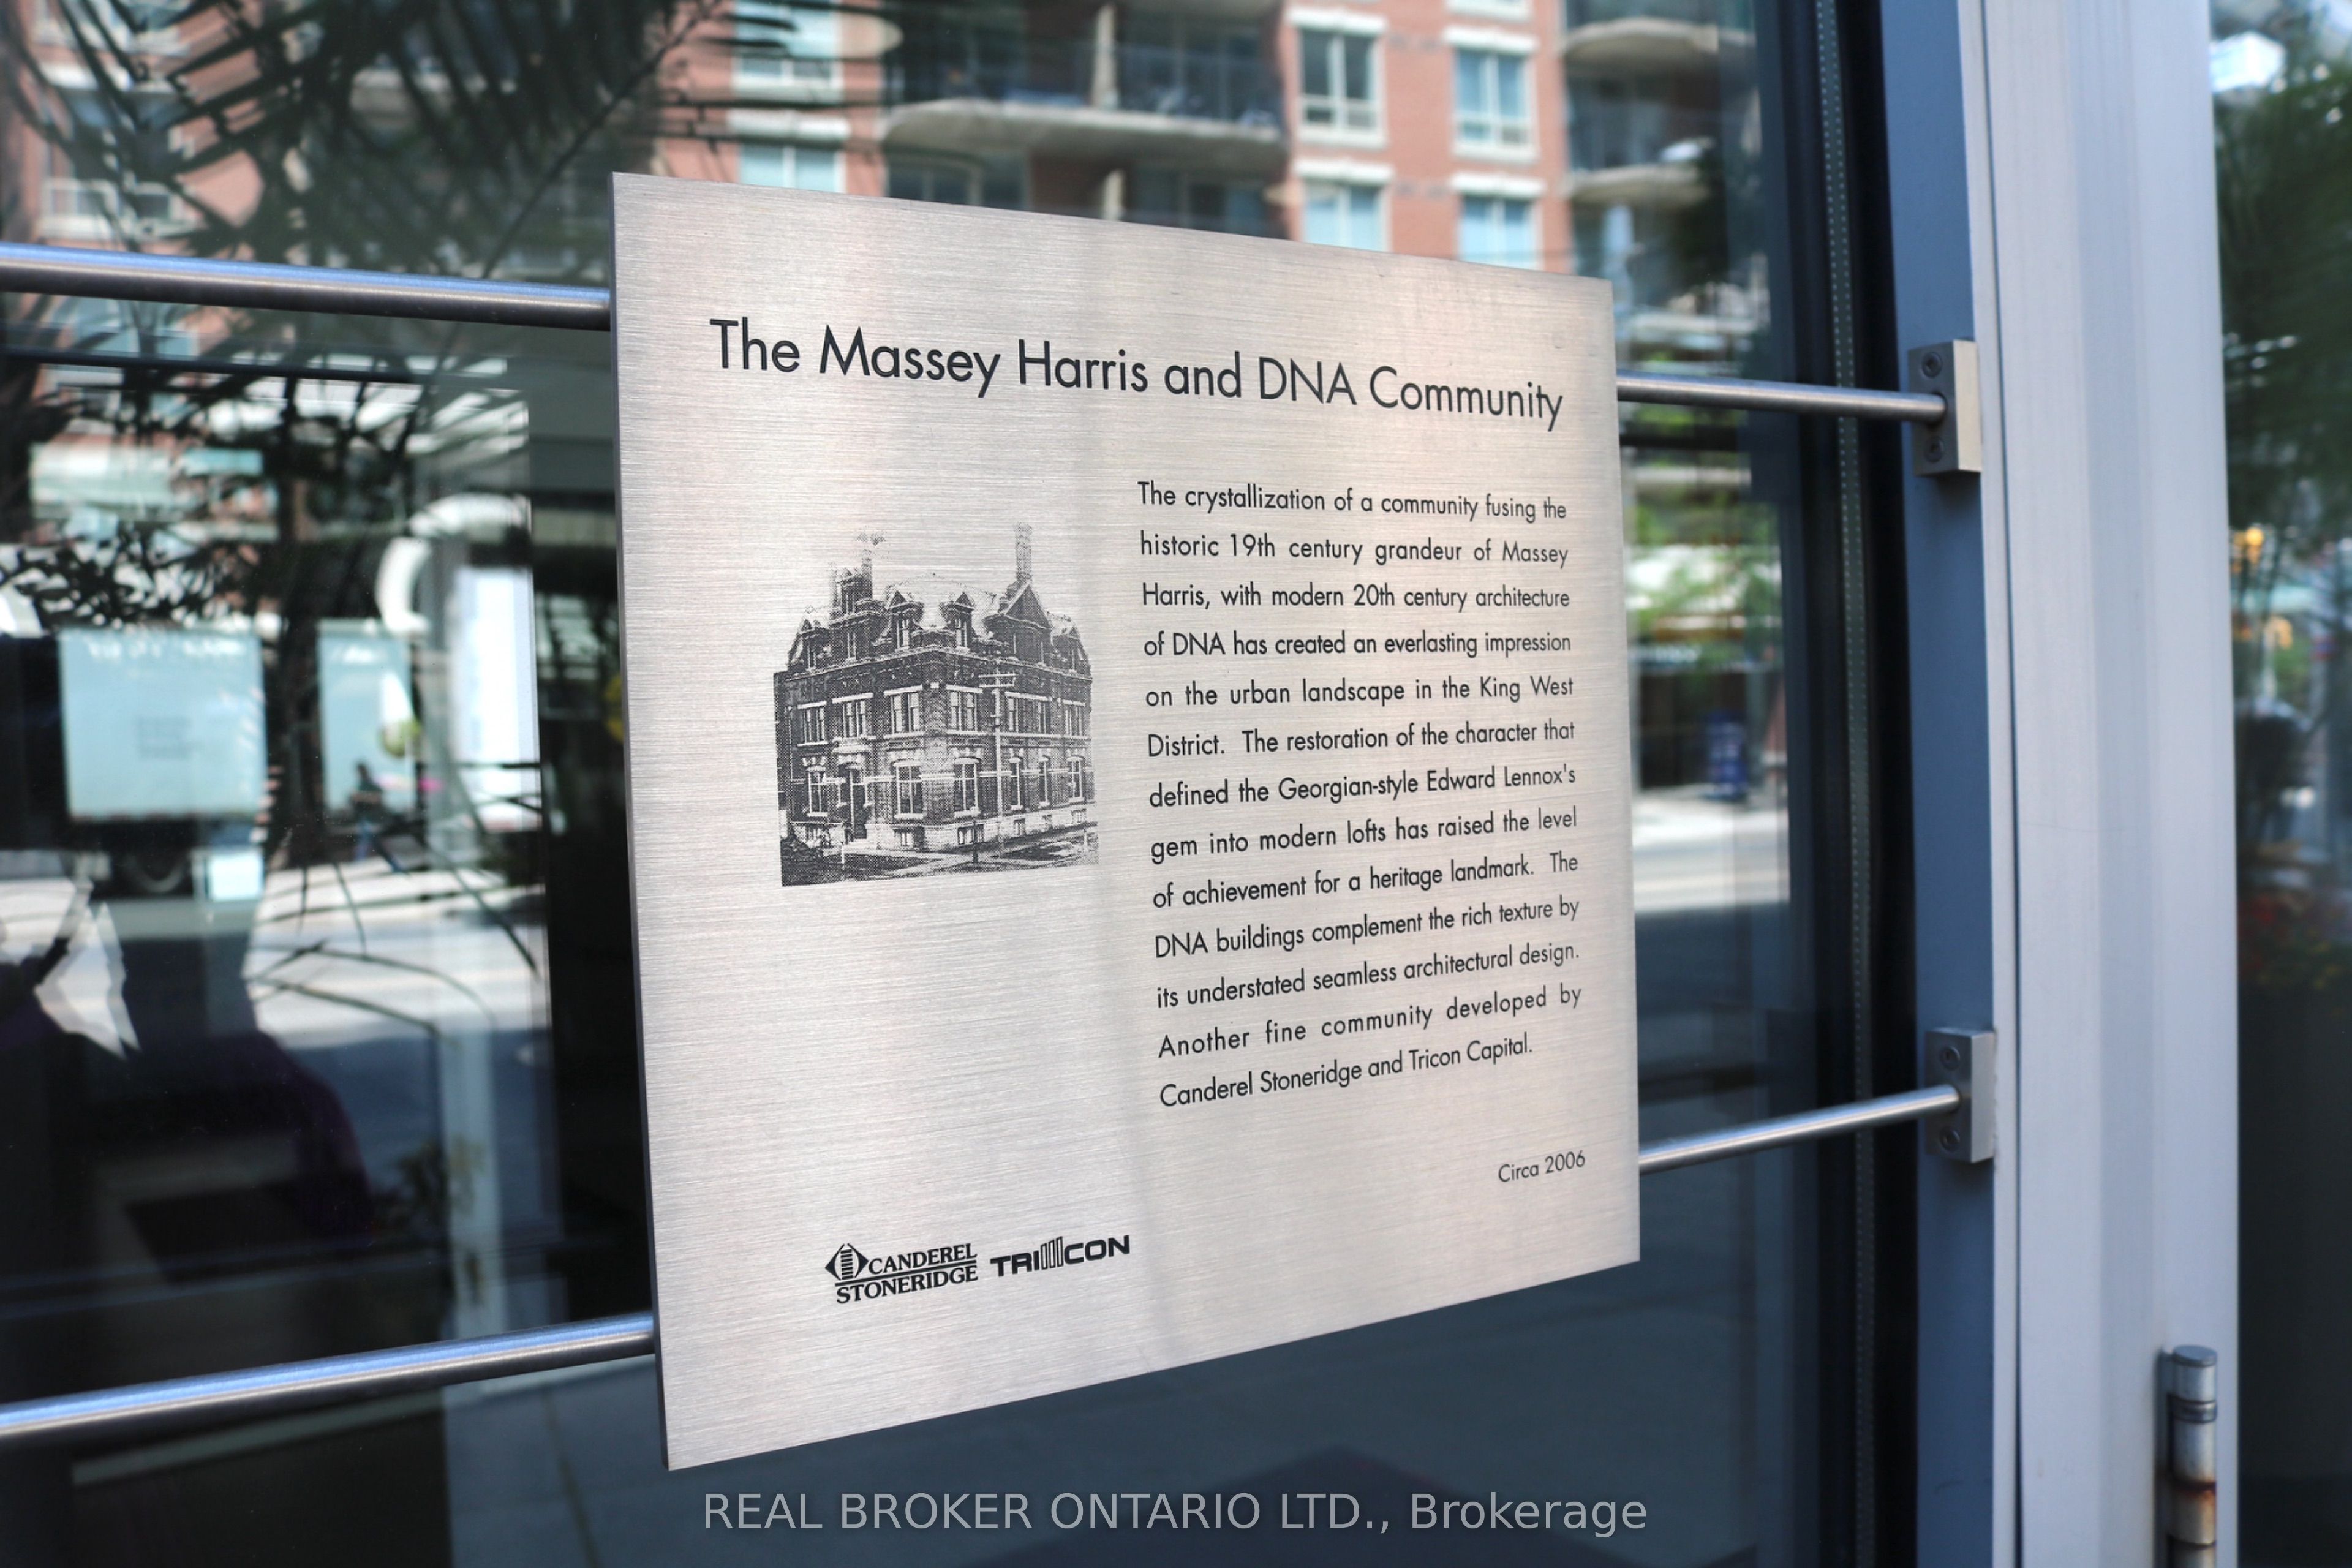 The Massey Harris and DNA Community
The crystallization of a community fusing the
historic 19th century grandeur of Massey
Harris, with modern 20th century architecture
of DNA has created an everlasting impression
on the urban landscape in the King West
District. The restoration of the character that
defined the Georgian-style Edward Lennox's
gem into modern lofts has raised the level
of achievement for a heritage landmark. The
DNA buildings complement the rich texture by
its understated seamless architectural design.
Another fine community developed by
Canderel Stoneridge and Tricon Capital.
Circa 2006
CANDEREL
STONERIDGE
TRICON
REAL BROKER ONTARIO LTD., Brokerage